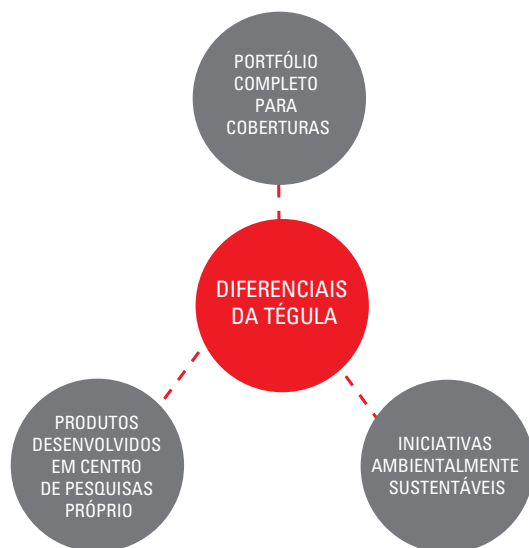 PORTFÓLIO
COMPLETO
PARA
COBERTURAS
DIFERENCIAIS
DA TÉGULA
PRODUTOS
DESENVOLVIDOS
EM CENTRO
DE PESQUISAS
PRÓPRIO
INICIATIVAS
AMBIENTALMENTE
SUSTENTÁVEIS